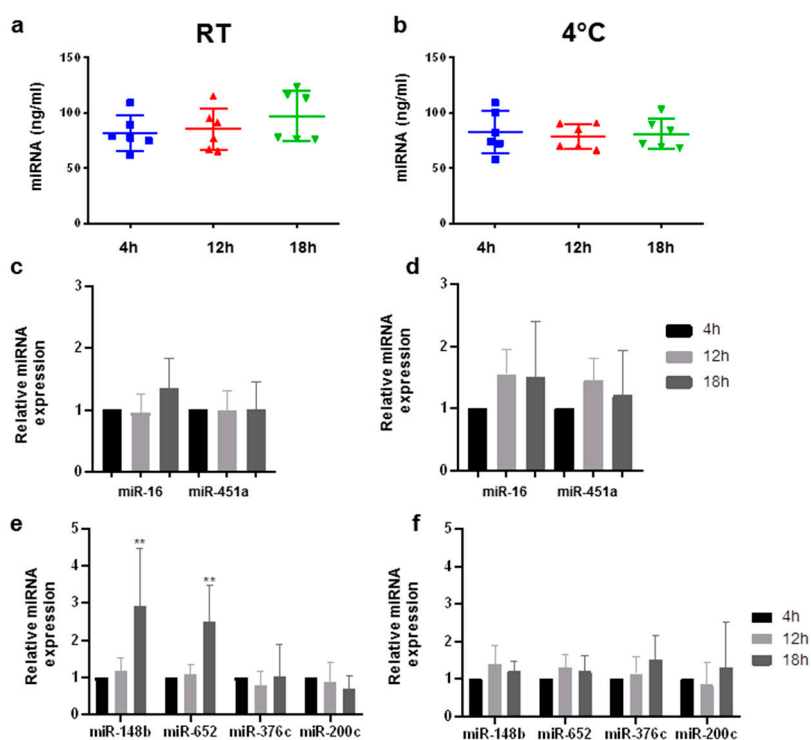 a RT b 4°C
miRNA (ng/ml) 150 100 50 0 miRNA (ng/ml) 150 100 50 0
4h 12h 18h 4h 12h 18h
c d
Relative miRNA expression 3 2 1 0 Relative miRNA expression 3 2 1 0
4h
12h
18h
miR-16 miR-451a miR-16 miR-451a
e f
Relative miRNA expression 5 4 3 2 1 0 Relative miRNA expression 5 4 3 2 1 0
** **
4h
12h
18h
miR-148b miR-652 miR-376c miR-200c miR-148b miR-652 miR-376c miR-200c